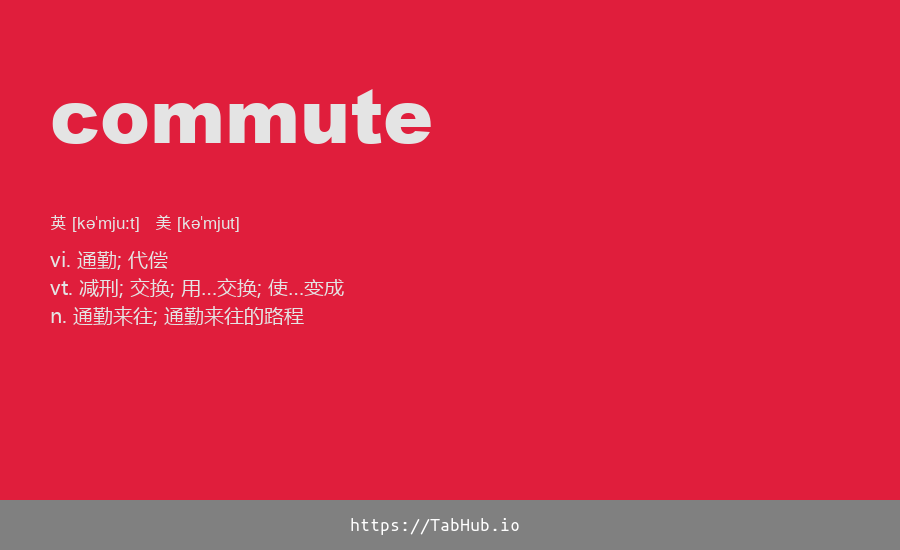 commute
英 [kə'mjuːt] 美 [kə'mjut]
vi. 通勤; 代偿
vt. 减刑; 交换; 用...交换; 使...变成
n. 通勤来往; 通勤来往的路程
https://TabHub.io